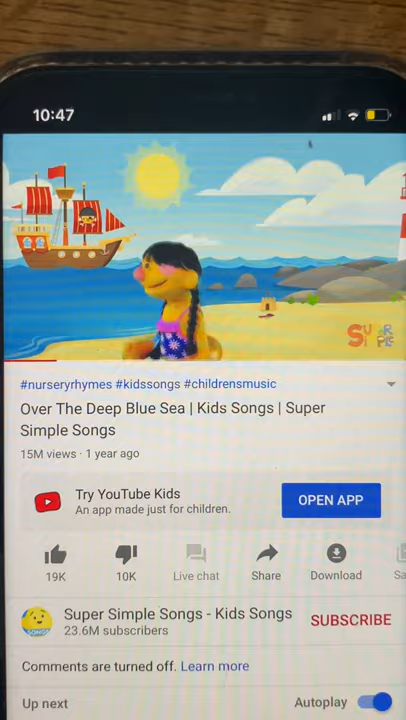 10:47
SUPER
SIMPLE
#nurseryrhymes #kidssongs #childrensmusic
Over The Deep Blue Sea | Kids Songs | Super
Simple Songs
15M views · 1 year ago
Try YouTube Kids
An app made just for children.
OPEN APP
19K
10K
Live chat
Share
Download
Sa
SONGS
Super Simple Songs - Kids Songs
23.6M subscribers
SUBSCRIBE
Comments are turned off. Learn more
Up next
Autoplay